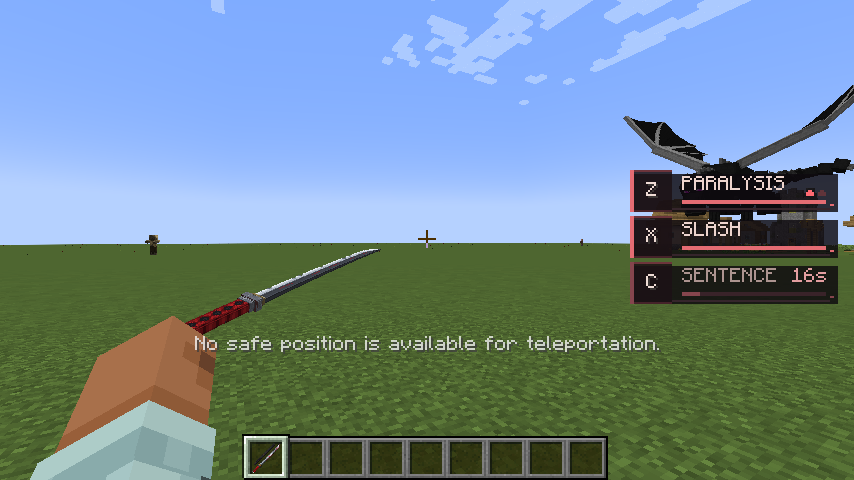 Z PARALYSIS
X SLASH
C SENTENCE 16s
No safe position is available for teleportation.